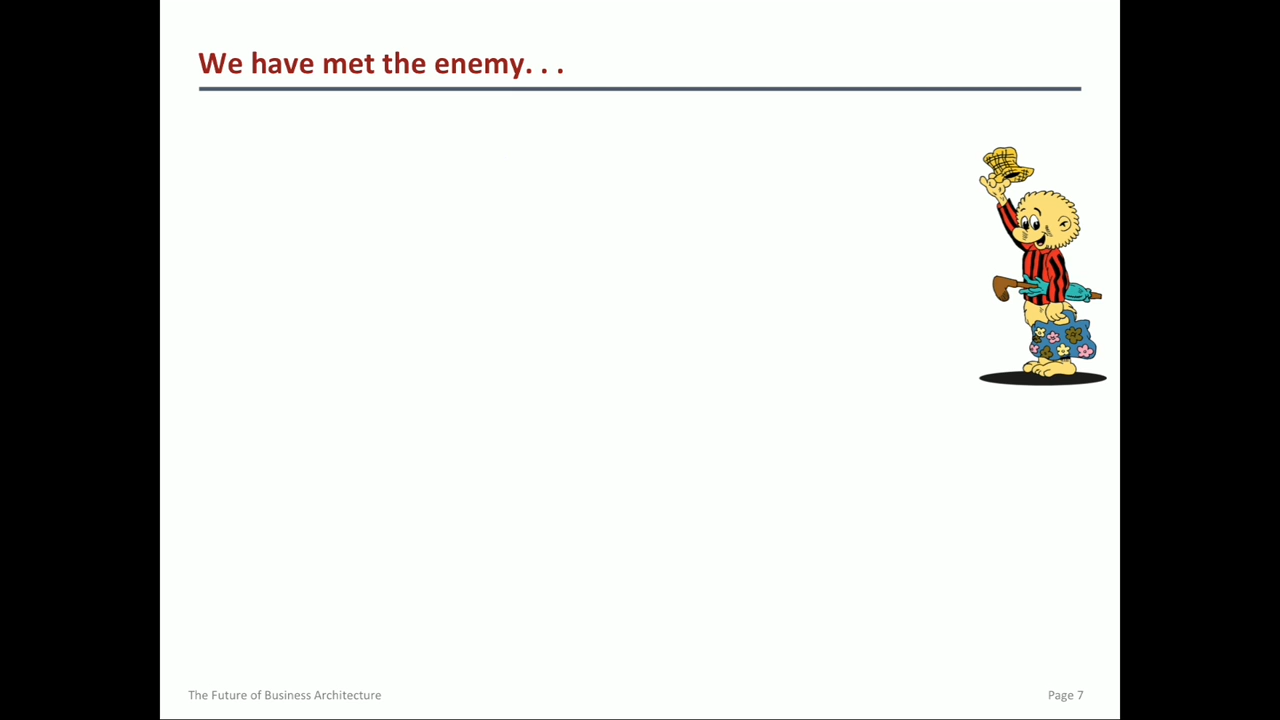 We have met the enemy. . .
The Future of Business Architecture
Page 7